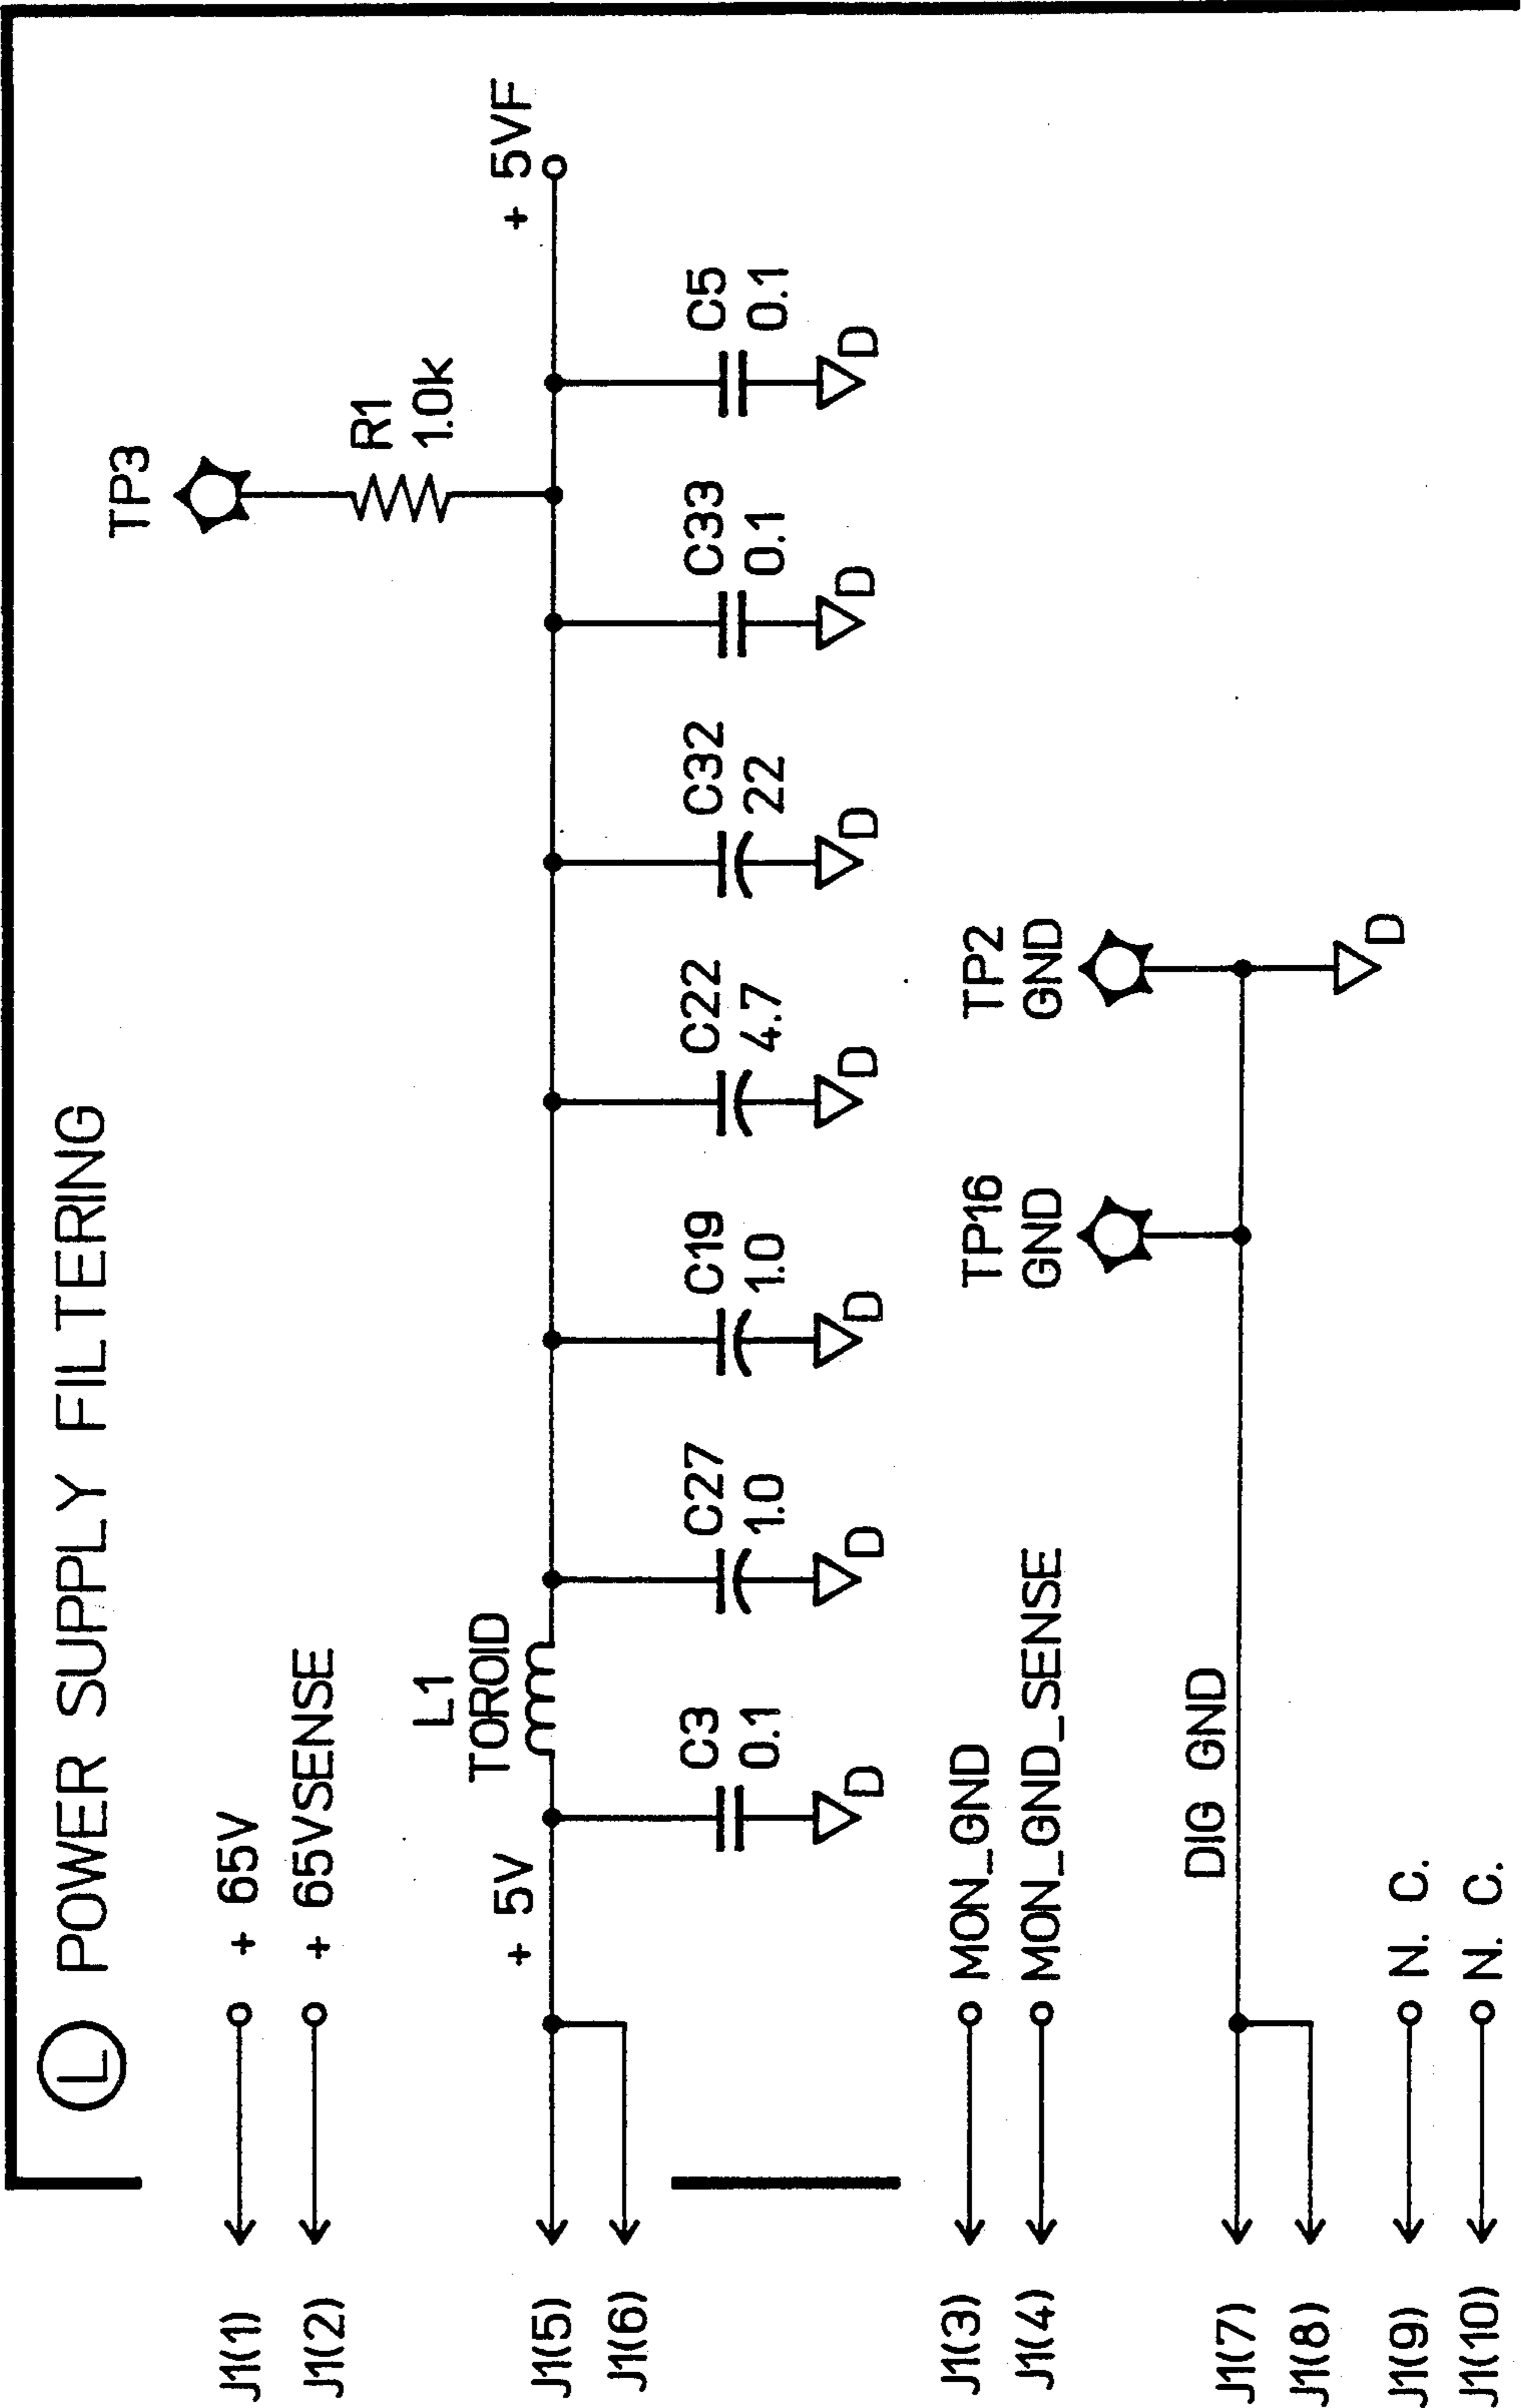 L POWER SUPPLY FILTERING
J1(1) + 65V
J1(2) + 65VSENSE
TP3
R1
1.0k
L1
TOROID
+ 5V
+ 5VF
J1(5)
J1(6)
C3
0.1
D
C27
1.0
D
C19
1.0
D
C22
4.7
D
C32
22
D
C33
0.1
D
C5
0.1
D
J1(3) MON_GND
J1(4) MON_GND_SENSE
TP16
GND
TP2
GND
DIG GND
J1(7)
J1(8)
D
J1(9) N. C.
J1(10) N. C.